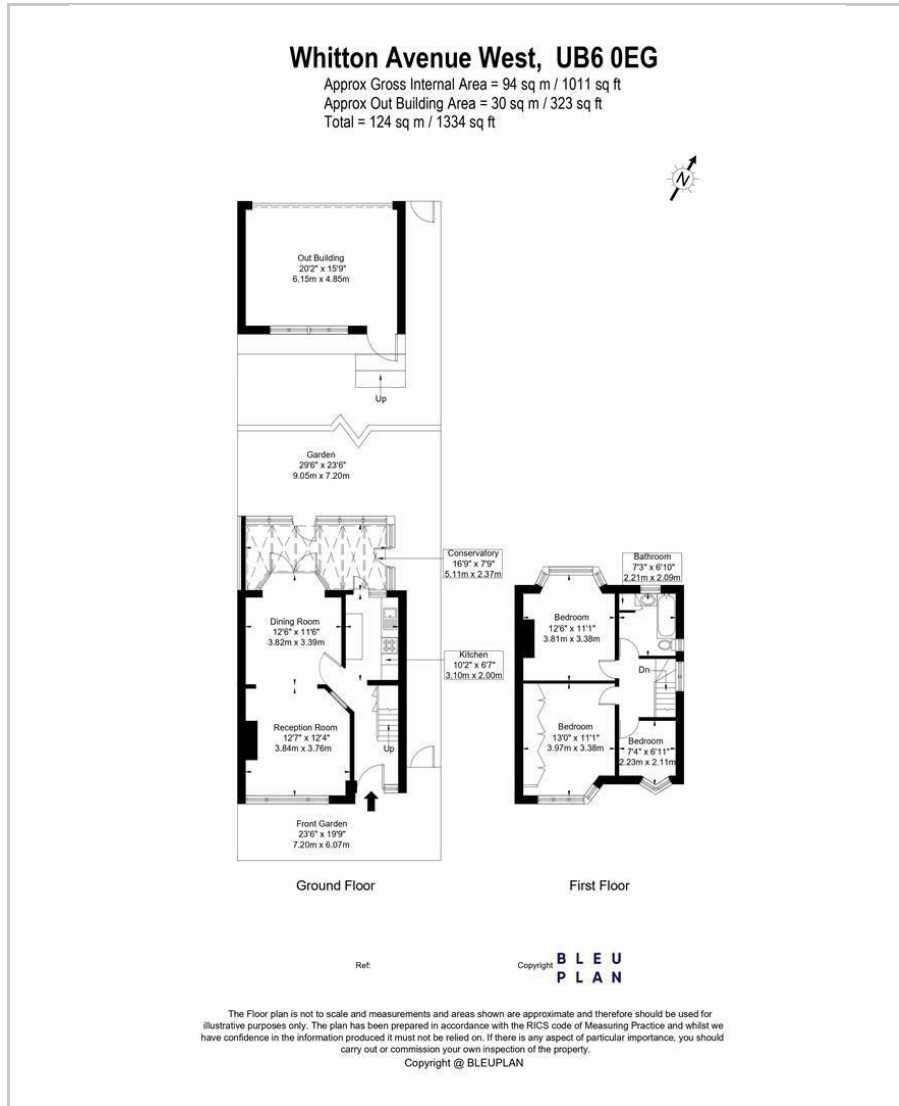 Whitton Avenue West, UB6 0EG
Approx Gross Internal Area = 94 sq m / 1011 sq ft
Approx Out Building Area = 30 sq m / 323 sq ft
Total = 124 sq m / 1334 sq ft
N
Out Building
20'2" x 15'9"
6.15m x 4.85m
Up
Garden
29'6" x 23'6"
9.05m x 7.20m
Conservatory
16'9" x 7'9"
5.11m x 2.37m
Dining Room
12'6" x 11'6"
3.82m x 3.39m
Kitchen
10'2" x 6'7"
3.10m x 2.00m
Reception Room
12'7" x 12'4"
3.84m x 3.76m
Up
Front Garden
23'6" x 19'9"
7.20m x 6.07m
Ground Floor
Bathroom
7'3" x 6'10"
2.21m x 2.09m
Bedroom
12'6" x 11'1"
3.81m x 3.38m
Dn
Bedroom
13'0" x 11'1"
3.97m x 3.38m
Bedroom
7'4" x 6'11"
2.23m x 2.11m
First Floor
Ref:
Copyright
BLEU
PLAN
The Floor plan is not to scale and measurements and areas shown are approximate and therefore should be used for
illustrative purposes only. The plan has been prepared in accordance with the RICS code of Measuring Practice and whilst we
have confidence in the information produced it must not be relied on. If there is any aspect of particular importance, you should
carry out or commission your own inspection of the property.
Copyright @ BLEUPLAN